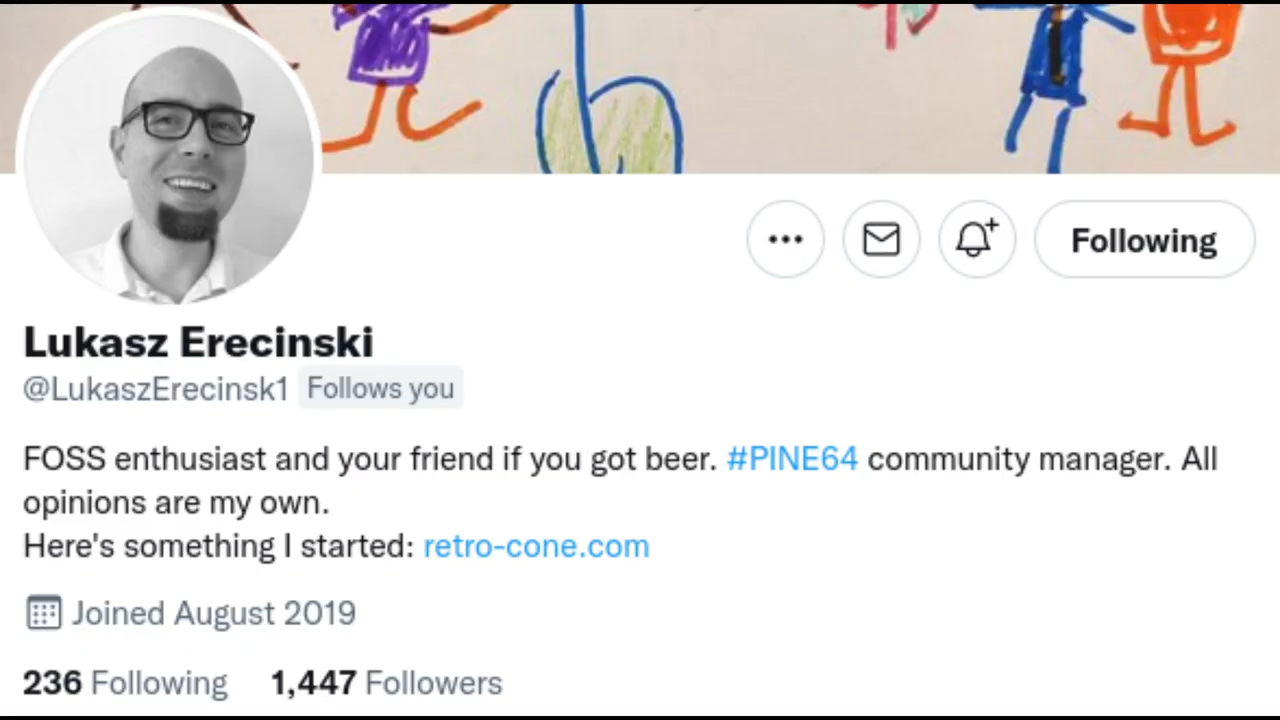 Following
Lukasz Erecinski
@LukaszErecinsk1 Follows you
FOSS enthusiast and your friend if you got beer. #PINE64 community manager. All
opinions are my own.
Here's something I started: retro-cone.com
Joined August 2019
236 Following 1,447 Followers